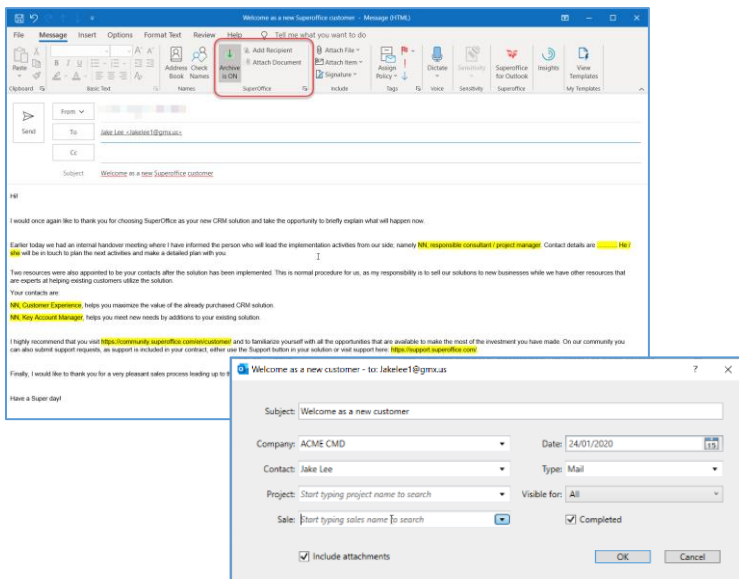 Welcome as a new Superoffice customer - Message (HTML)
File Message Insert Options Format Text Review Help Tell me what you want to do
Paste
Clipboard
B I U
Basic Text
Address Book
Check Names
Names
Archive is ON
Add Recipient
Attach Document
SuperOffice
Attach File
Attach Item
Signature
Include
Assign Policy
Tags
Dictate
Voice
Sensitivity
Sensitivity
Superoffice for Outlook
Superoffice
Insights
View Templates
My Templates
Send
From
To Jake Lee <Jakelee1@gmx.us>
Cc
Subject Welcome as a new Superoffice customer
Hi!
I would once again like to thank you for choosing SuperOffice as your new CRM solution and take the opportunity to briefly explain what will happen now.
Earlier today we had an internal handover meeting where I have informed the person who will lead the implementation activities from our side, namely NN, responsible consultant / project manager. Contact details are ............ He /
she will be in touch to plan the next activities and make a detailed plan with you.
Two resources were also appointed to be your contacts after the solution has been implemented. This is normal procedure for us, as my responsibility is to sell our solutions to new businesses while we have other resources that
are experts at helping existing customers utilize the solution.
Your contacts are
NN, Customer Experience, helps you maximize the value of the already purchased CRM solution.
NN, Key Account Manager, helps you meet new needs by additions to your existing solution.
I highly recommend that you visit https://community.superoffice.com/en/customer/ and to familiarize yourself with all the opportunities that are available to make the most of the investment you have made. On our community you
can also submit support requests, as support is included in your contract, either use the Support button in your solution or visit support here: https://support.superoffice.com/
Finally, I would like to thank you for a very pleasant sales process leading up to
Have a Super day!
Welcome as a new customer - to: Jakelee1@gmx.us
Subject: Welcome as a new customer
Company: ACME CMD Date: 24/01/2020 15
Contact: Jake Lee Type: Mail
Project: Start typing project name to search Visible for: All
Sale: Start typing sales name to search Completed
Include attachments OK Cancel